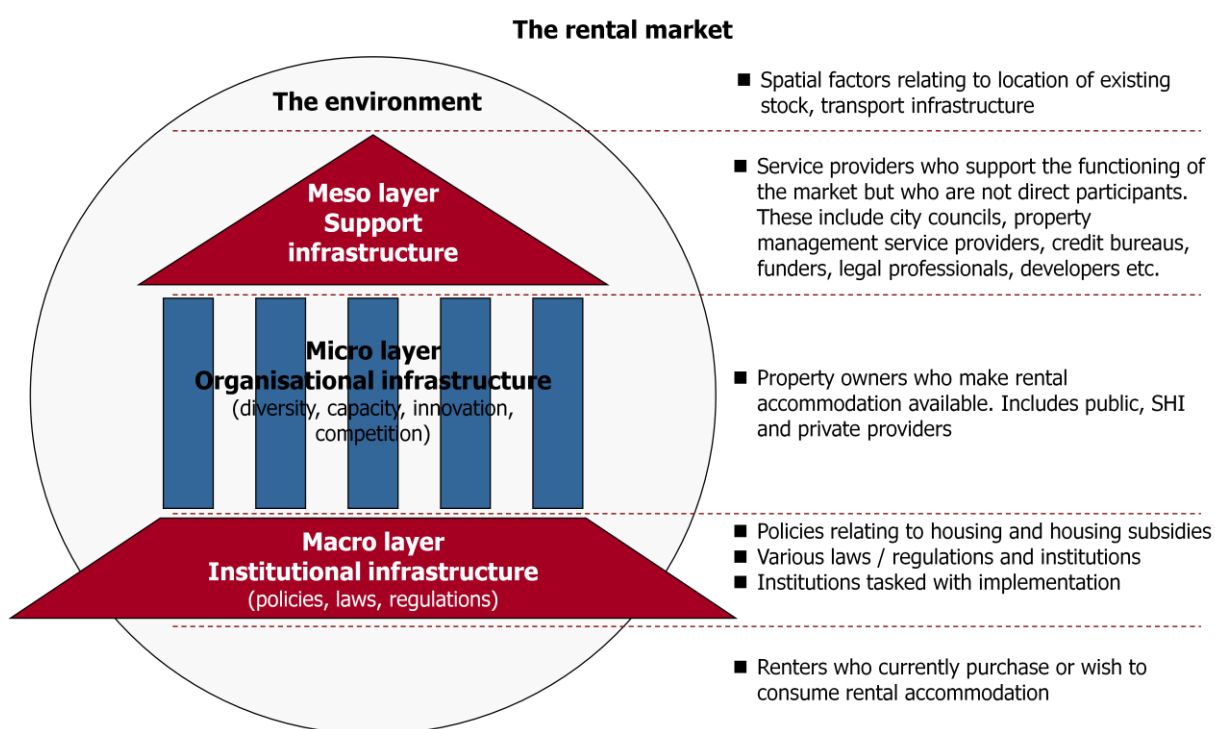 The rental market
The environment
■ Spatial factors relating to location of existing
stock, transport infrastructure
Meso layer
Support
infrastructure
■ Service providers who support the functioning of
the market but who are not direct participants.
These include city councils, property
management service providers, credit bureaus,
funders, legal professionals, developers etc.
Micro layer
Organisational infrastructure
(diversity, capacity, innovation,
competition)
■ Property owners who make rental
accommodation available. Includes public, SHI
and private providers
Macro layer
Institutional infrastructure
(policies, laws, regulations)
■ Policies relating to housing and housing subsidies
■ Various laws / regulations and institutions
■ Institutions tasked with implementation
■ Renters who currently purchase or wish to
consume rental accommodation